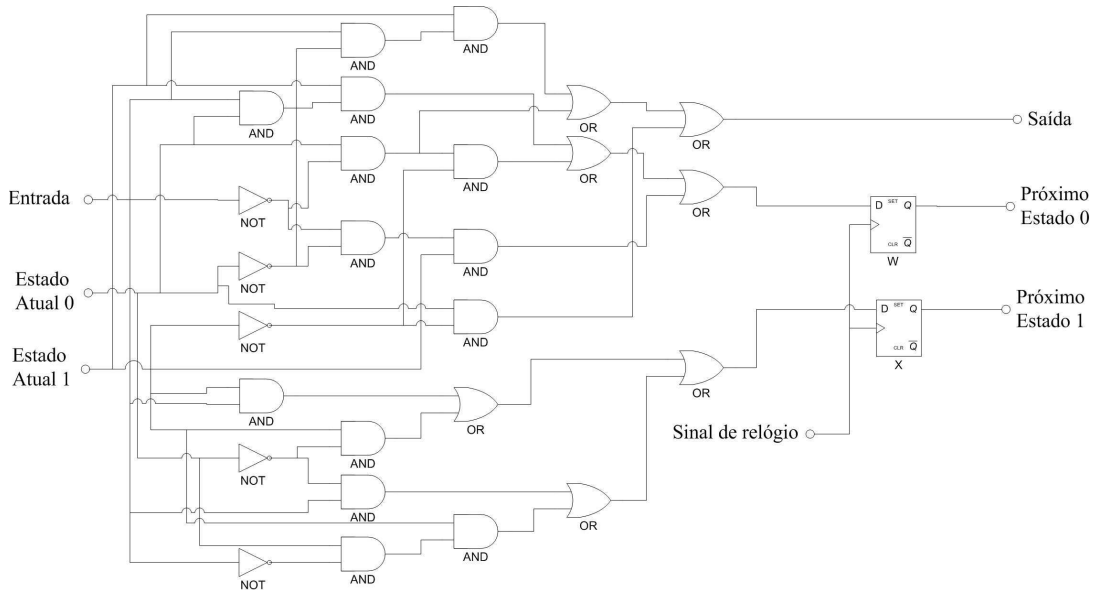 AND
AND
AND
AND
AND
OR
OR
Saída
AND
AND
OR
OR
Entrada
NOT
AND
AND
Próximo
Estado 0
D SET Q
CLR Q̅
W
Estado
Atual 0
NOT
NOT
AND
Próximo
Estado 1
D SET Q
CLR Q̅
X
Estado
Atual 1
AND
OR
OR
Sinal de relógio
AND
NOT
AND
OR
AND
NOT
AND